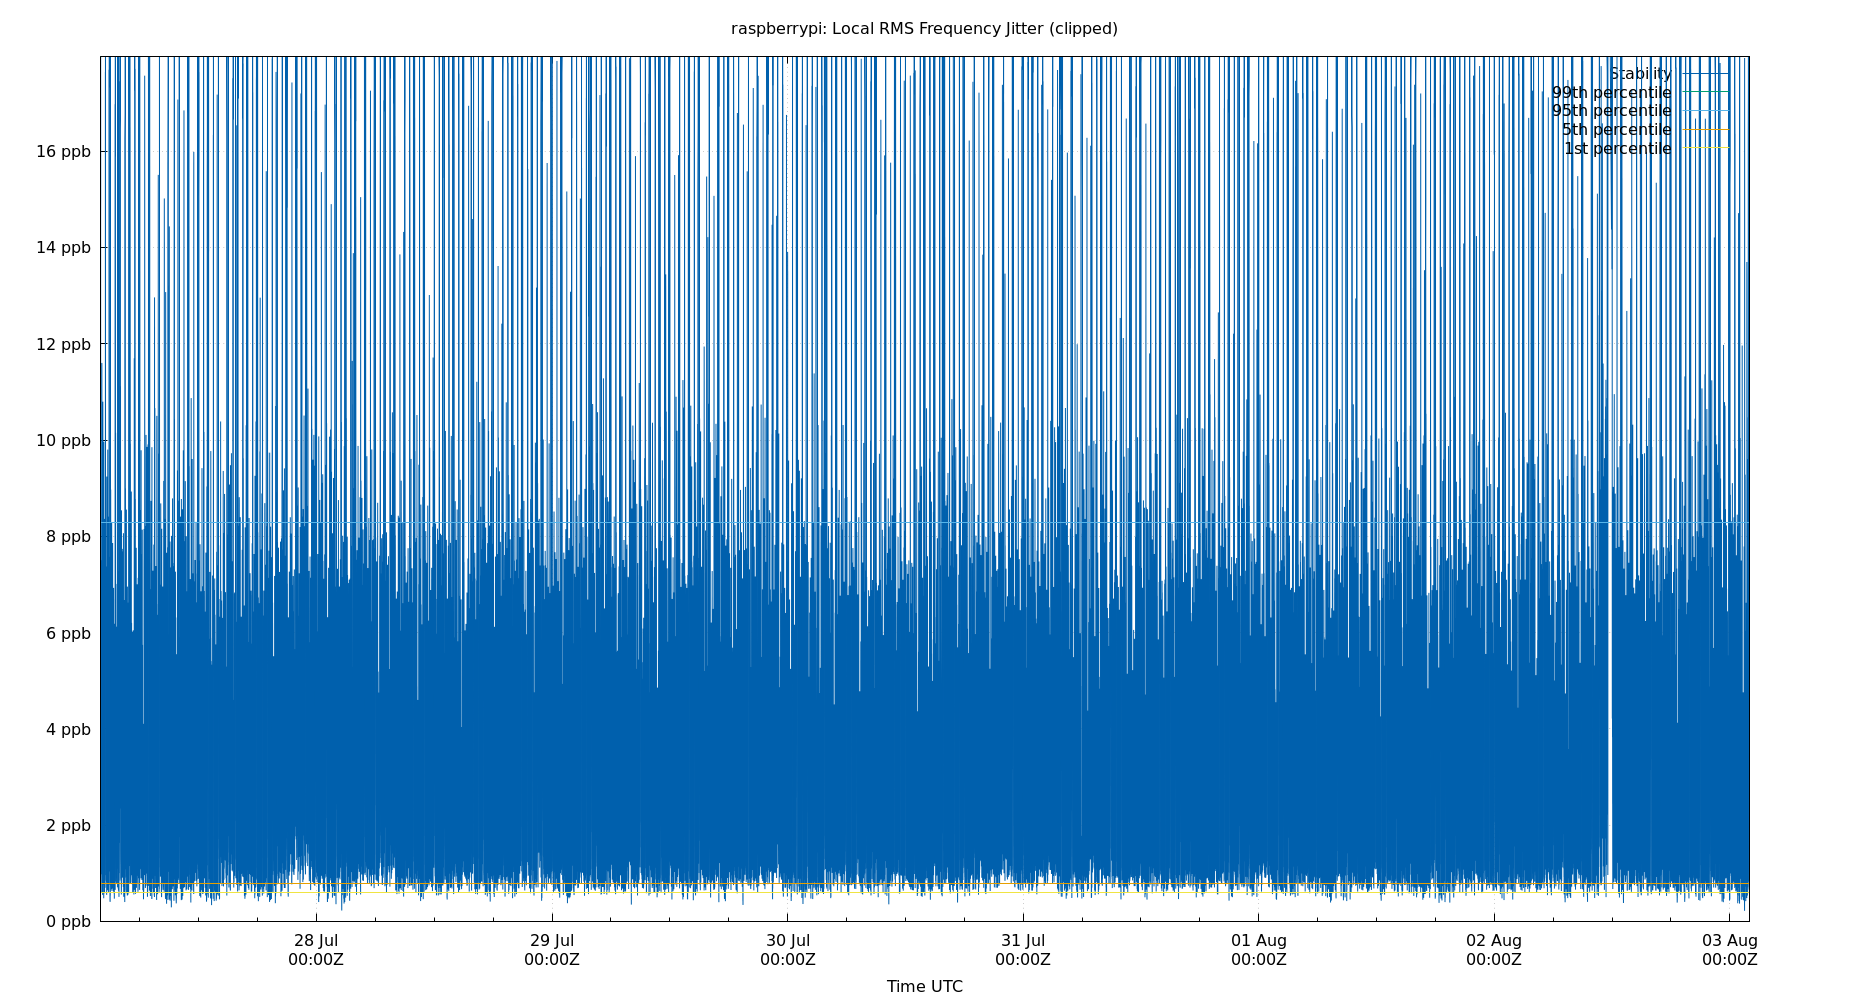 raspberrypi: Local RMS Frequency Jitter (clipped)
Stability
99th percentile
95th percentile
5th percentile
1st percentile
16 ppb
14 ppb
12 ppb
10 ppb
8 ppb
6 ppb
4 ppb
2 ppb
0 ppb
28 Jul 29 Jul 30 Jul 31 Jul 01 Aug 02 Aug 03 Aug
00:00Z 00:00Z 00:00Z 00:00Z 00:00Z 00:00Z 00:00Z
Time UTC